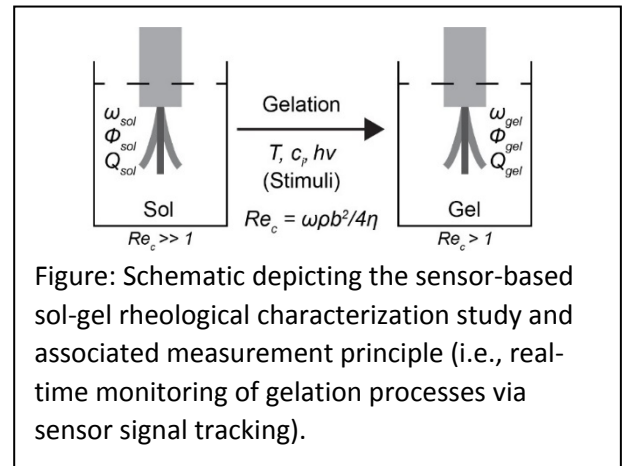 Gelation
ω_sol
Φ_sol
Q_sol
T, c_i, hv
(Stimuli)
ω_gel
Φ_gel
Q_gel
Sol
Re_c = ωρb²/4η
Gel
Re_c >> 1
Re_c > 1
Figure: Schematic depicting the sensor-based
sol-gel rheological characterization study and
associated measurement principle (i.e., real-
time monitoring of gelation processes via
sensor signal tracking).